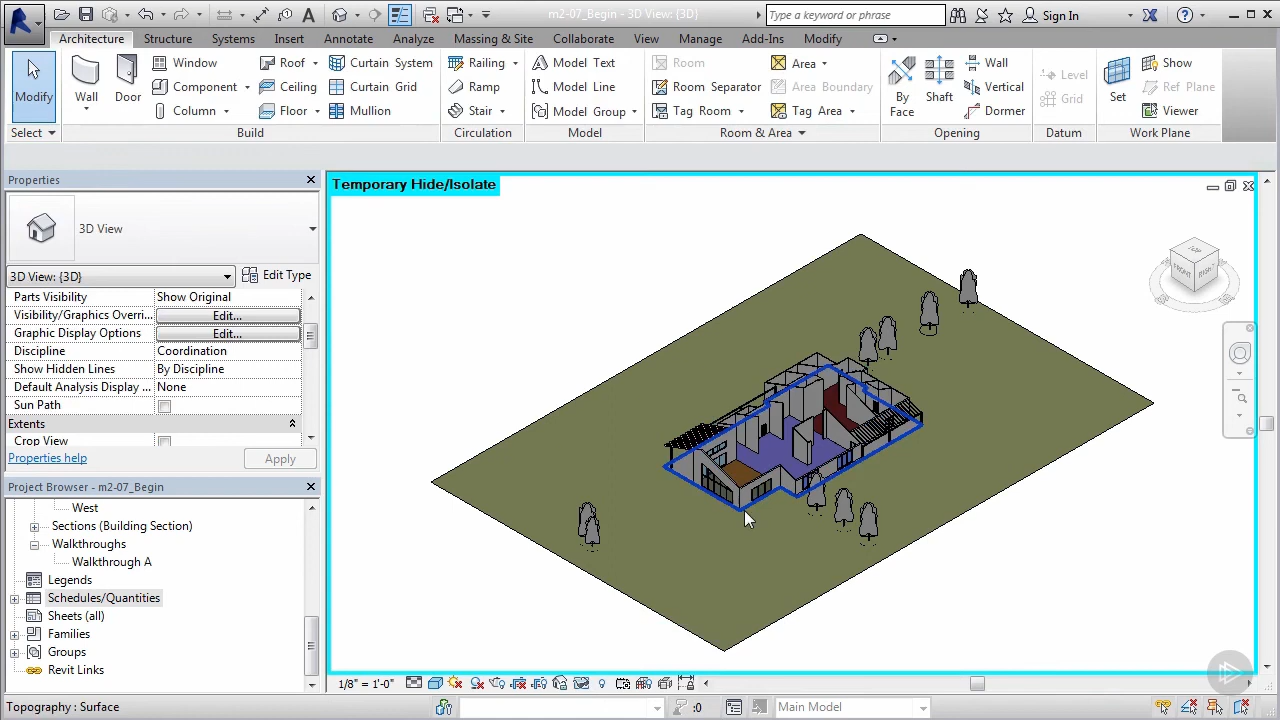 m2-07_Begin - 3D View: {3D}
Type a keyword or phrase
Sign In
Architecture
Structure
Systems
Insert
Annotate
Analyze
Massing & Site
Collaborate
View
Manage
Add-Ins
Modify
Modify
Select
Wall
Door
Window
Component
Column
Roof
Ceiling
Floor
Curtain System
Curtain Grid
Mullion
Build
Railing
Ramp
Stair
Circulation
Model Text
Model Line
Model Group
Model
Room
Room Separator
Tag Room
Area
Area Boundary
Tag Area
Room & Area
By
Face
Shaft
Wall
Vertical
Dormer
Opening
Level
Grid
Datum
Set
Show
Ref Plane
Viewer
Work Plane
Properties
3D View
3D View: {3D}
Edit Type
Parts Visibility
Show Original
Visibility/Graphics Overri...
Edit...
Graphic Display Options
Edit...
Discipline
Coordination
Show Hidden Lines
By Discipline
Default Analysis Display ...
None
Sun Path
Extents
Crop View
Properties help
Apply
Project Browser - m2-07_Begin
West
Sections (Building Section)
Walkthroughs
Walkthrough A
Legends
Schedules/Quantities
Sheets (all)
Families
Groups
Revit Links
Temporary Hide/Isolate
TOP
FRONT
RIGHT
1/8" = 1'-0"
Topography : Surface
:0
Main Model